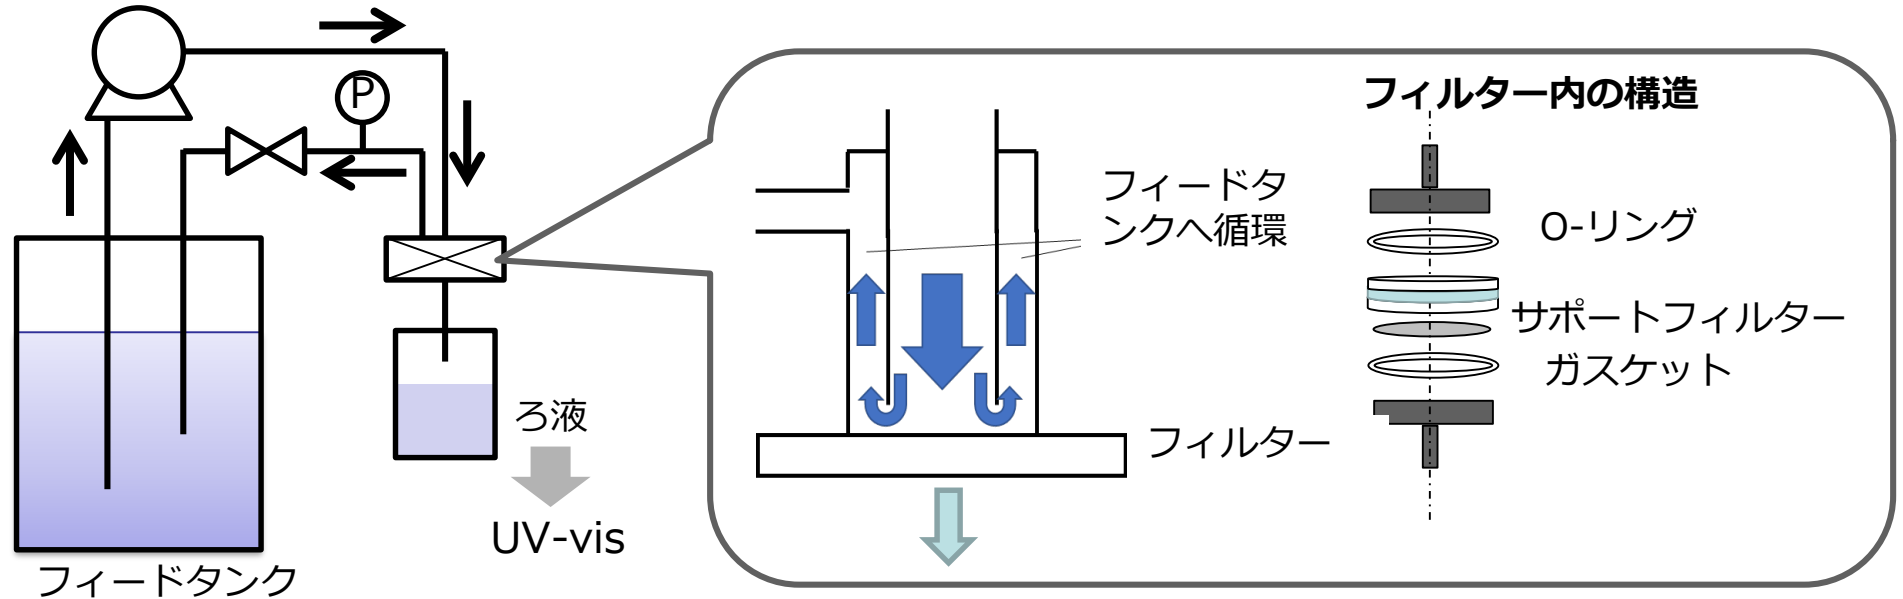 P
フィードタンク
ろ液
UV-vis
フィードタ
ンクへ循環
フィルター
フィルター内の構造
O-リング
サポートフィルター
ガスケット